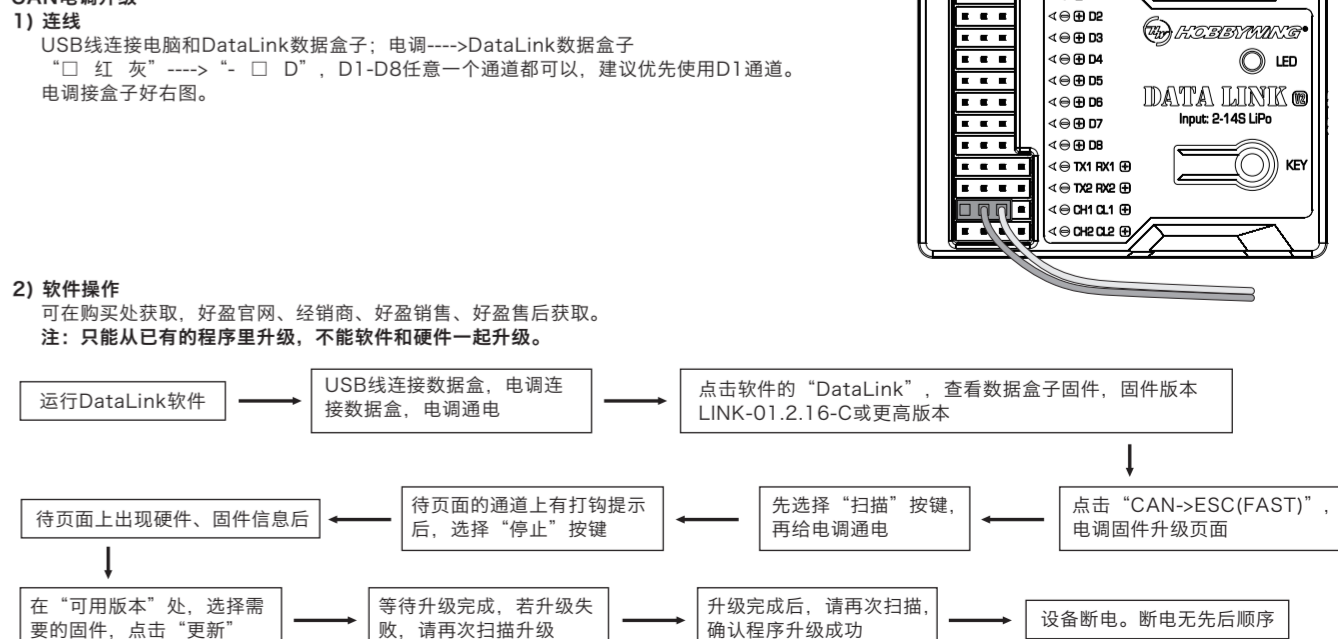 CAN电调升级
1) 连线
USB线连接电脑和DataLink数据盒子；电调---->DataLink数据盒子
“□ 红 灰”---->“- □ D”，D1-D8任意一个通道都可以，建议优先使用D1通道。
电调接盒子好右图。
D2
D3
D4
D5
D6
D7
D8
TX1 RX1
TX2 RX2
CH1 CL1
CH2 CL2
HW HOBBYWING®
LED
DATA LINK V2
Input: 2-14S LiPo
KEY
2) 软件操作
可在购买处获取，好盈官网、经销商、好盈销售、好盈售后获取。
注：只能从已有的程序里升级，不能软件和硬件一起升级。
运行DataLink软件
USB线连接数据盒，电调连
接数据盒，电调通电
点击软件的“DataLink”，查看数据盒子固件，固件版本
LINK-01.2.16-C或更高版本
点击“CAN->ESC(FAST)”，
电调固件升级页面
先选择“扫描”按键，
再给电调通电
待页面的通道上有打钩提示
后，选择“停止”按键
待页面上出现硬件、固件信息后
在“可用版本”处，选择需
要的固件，点击“更新”
等待升级完成，若升级失
败，请再次扫描升级
升级完成后，请再次扫描，
确认程序升级成功
设备断电。断电无先后顺序